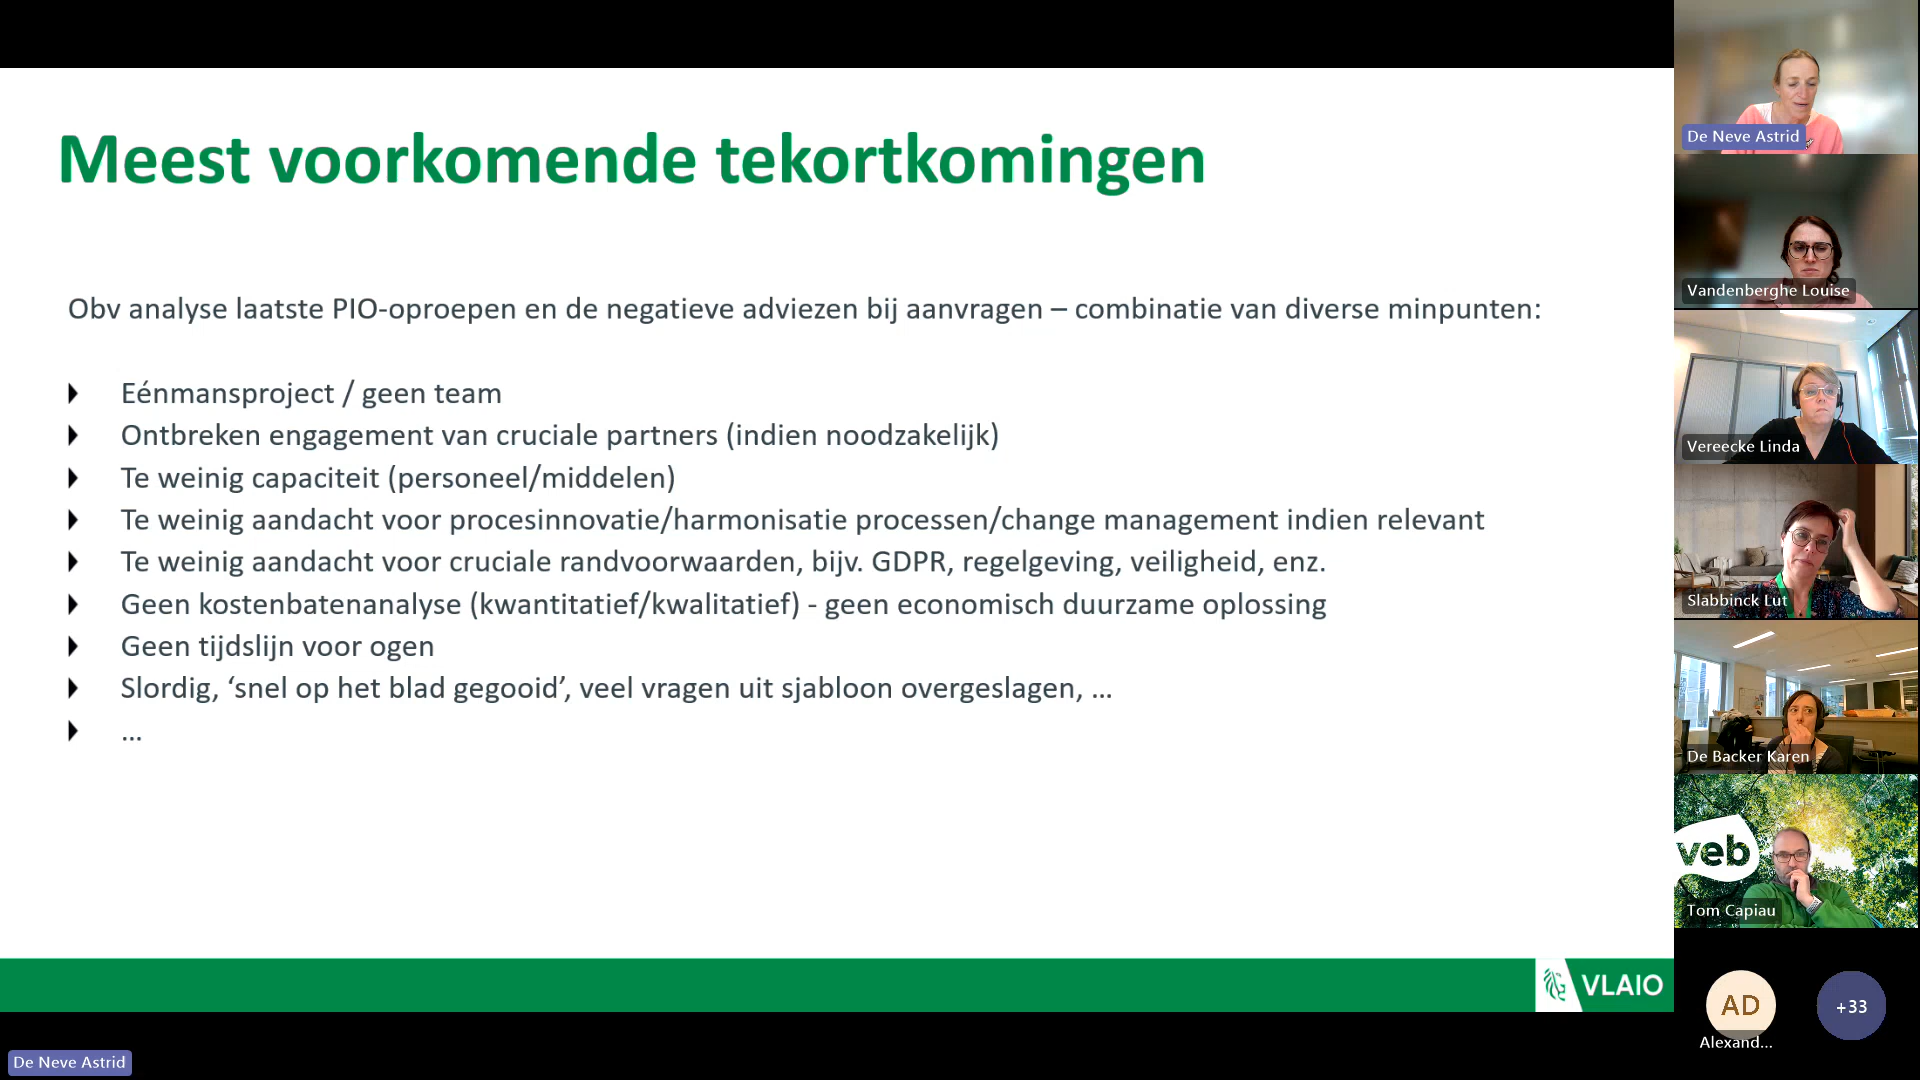 Meest voorkomende tekortkomingen
Obv analyse laatste PIO-oproepen en de negatieve adviezen bij aanvragen – combinatie van diverse minpunten:
Eénmansproject / geen team
Ontbreken engagement van cruciale partners (indien noodzakelijk)
Te weinig capaciteit (personeel/middelen)
Te weinig aandacht voor procesinnovatie/harmonisatie processen/change management indien relevant
Te weinig aandacht voor cruciale randvoorwaarden, bijv. GDPR, regelgeving, veiligheid, enz.
Geen kostenbatenanalyse (kwantitatief/kwalitatief) - geen economisch duurzame oplossing
Geen tijdslijn voor ogen
Slordig, ‘snel op het blad gegooid’, veel vragen uit sjabloon overgeslagen, ...
...
VLAIO
De Neve Astrid
De Neve Astrid
Vandenberghe Louise
Vereecke Linda
Slabbinck Lut
De Backer Karen
veb
Tom Capiau
AD
+33
Alexand...